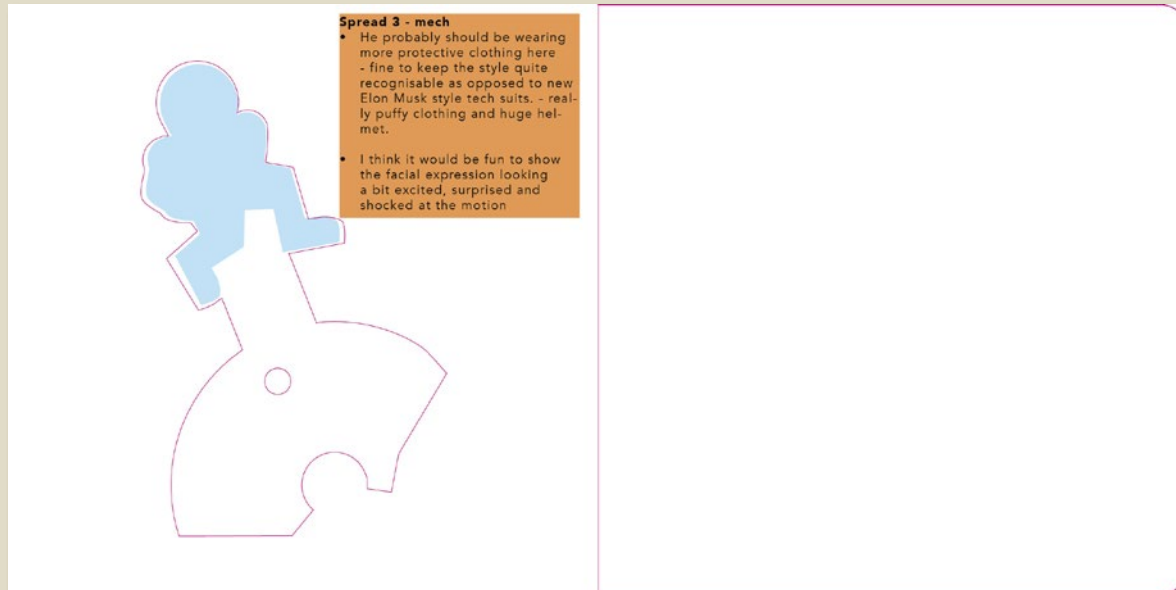 Spread 3 - mech
• He probably should be wearing
more protective clothing here
- fine to keep the style quite
recognisable as opposed to new
Elon Musk style tech suits. - real-
ly puffy clothing and huge hel-
met.
• I think it would be fun to show
the facial expression looking
a bit excited, surprised and
shocked at the motion